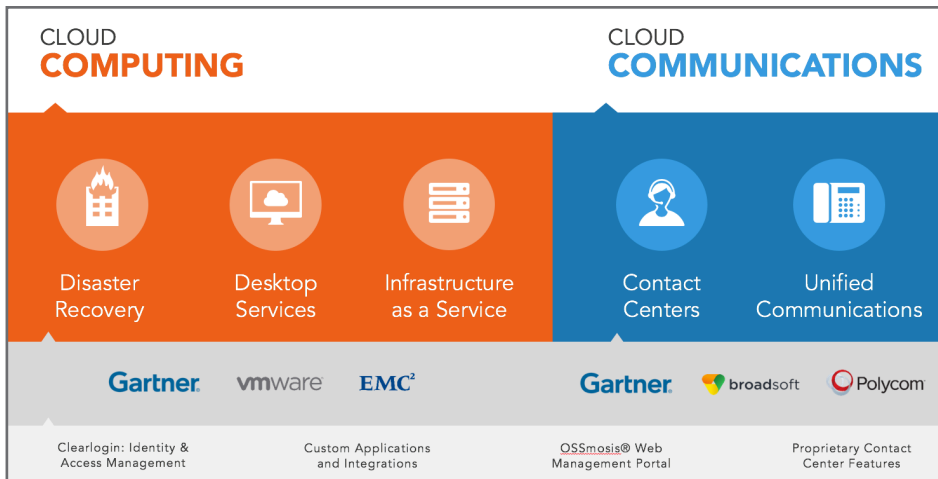 CLOUD
COMPUTING
CLOUD
COMMUNICATIONS
Disaster
Recovery
Desktop
Services
Infrastructure
as a Service
Contact
Centers
Unified
Communications
Gartner.
vmware
EMC²
Gartner.
broadsoft
Polycom
Clearlogin: Identity &
Access Management
Custom Applications
and Integrations
OSSmosis® Web
Management Portal
Proprietary Contact
Center Features